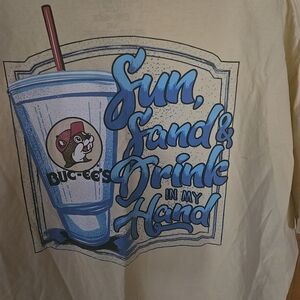 Sun,
Sand &
Drink
IN MY
Hand
BUC-EE'S